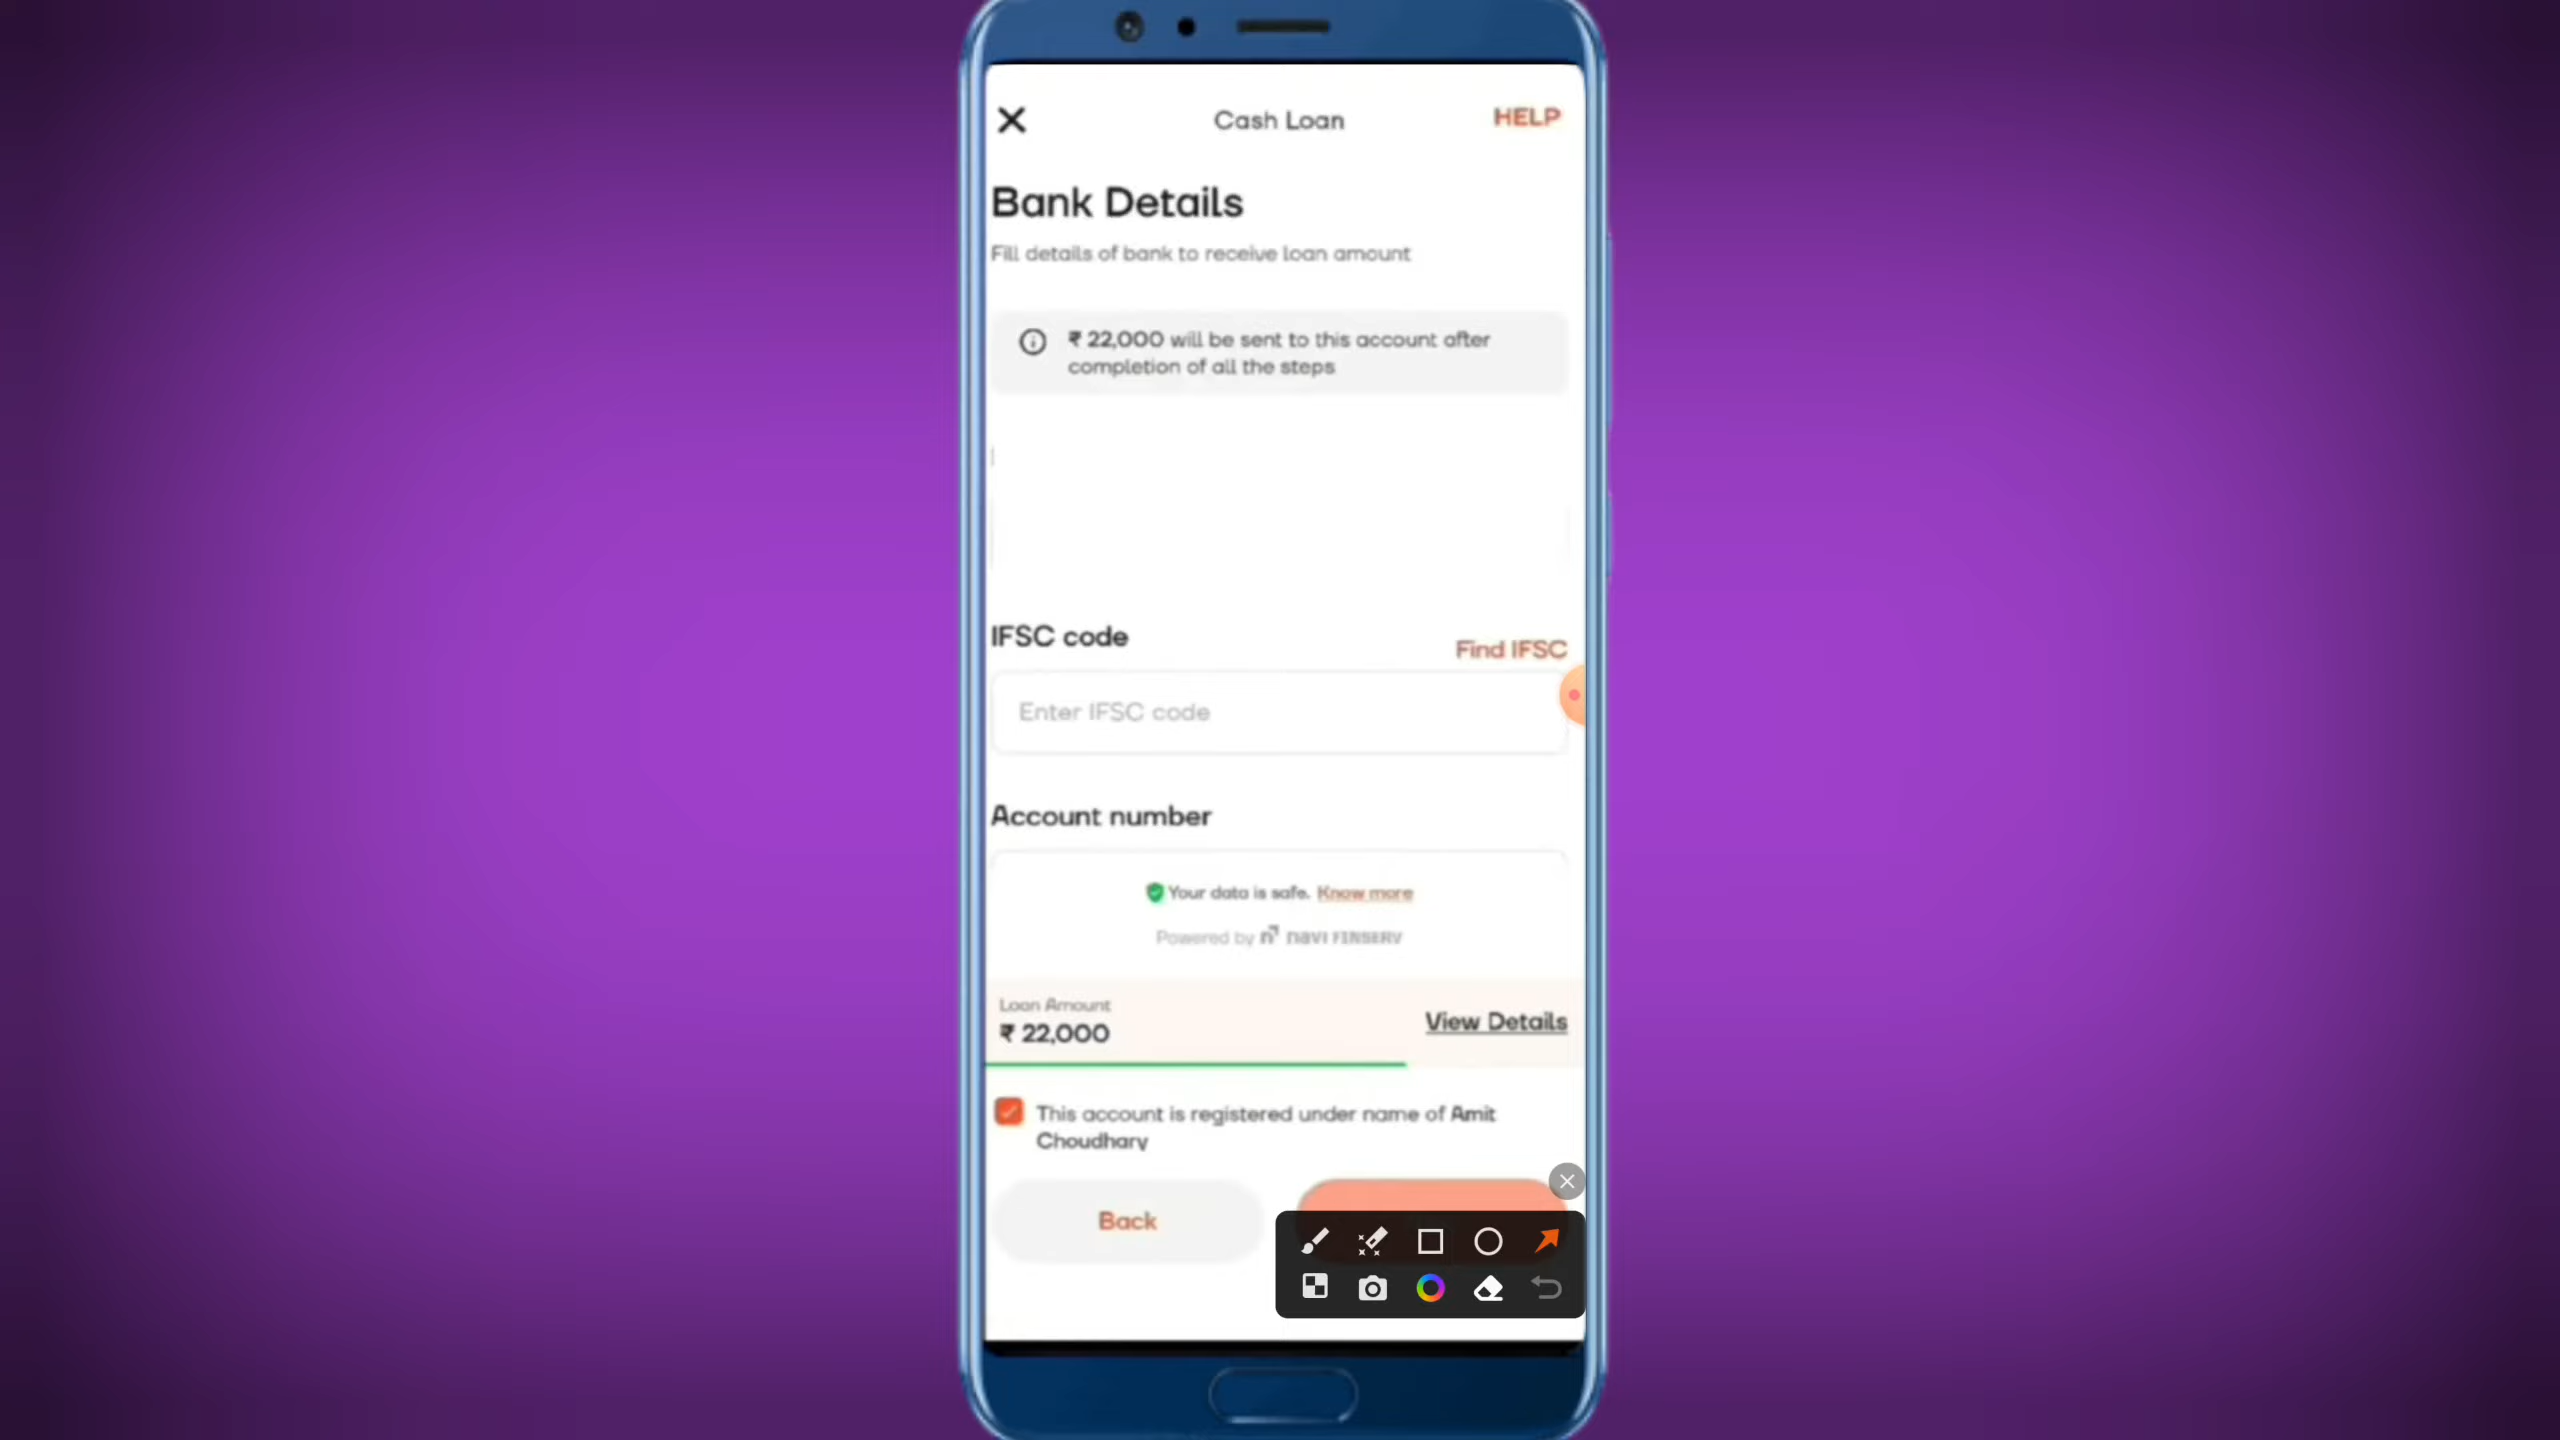 Cash Loan
HELP
Bank Details
Fill details of bank to receive loan amount
₹ 22,000 will be sent to this account after
completion of all the steps
IFSC code
Find IFSC
Enter IFSC code
Account number
Your data is safe. Know more
Powered by navi FINSERV
Loan Amount
₹ 22,000
View Details
This account is registered under name of Amit
Choudhary
Back